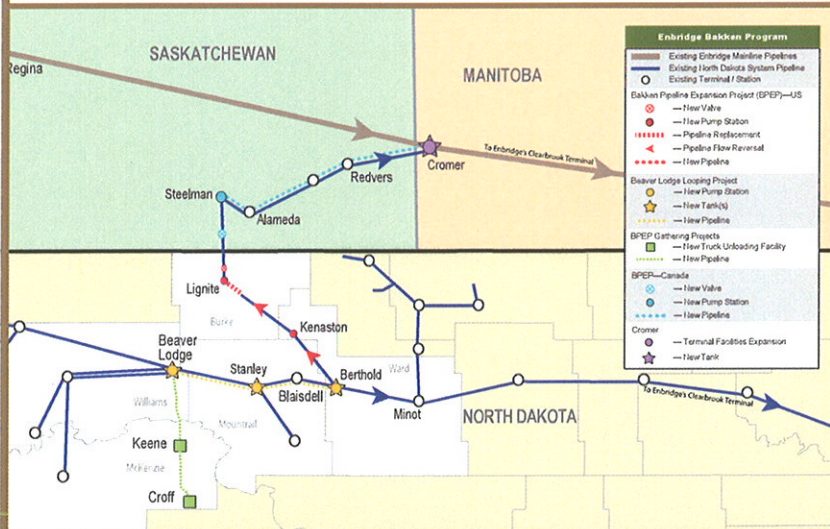 SASKATCHEWAN
MANITOBA
Regina
To Enbridge's Clearbrook Terminal
Cromer
Redvers
Steelman
Alameda
Lignite
Burke
Kenaston
Beaver
Lodge
Stanley
Berthold
Ward
Blaisdell
Williams
Minot
NORTH DAKOTA
To Enbridge's Clearbrook Terminal
Mountrail
Keene
McKenzie
Croff
Enbridge Bakken Program
Existing Enbridge Mainline Pipelines
Existing North Dakota System Pipeline
Existing Terminal / Station
Bakken Pipeline Expansion Project (BPEP)—US
—New Valve
—New Pump Station
—Pipeline Replacement
—Pipeline Flow Reversal
—New Pipeline
Beaver Lodge Looping Project
—New Pump Station
—New Tank(s)
—New Pipeline
BPEP Gathering Projects
—New Truck Unloading Facility
—New Pipeline
BPEP—Canada
—New Valve
—New Pump Station
—New Pipeline
Cromer
—Terminal Facilities Expansion
—New Tank